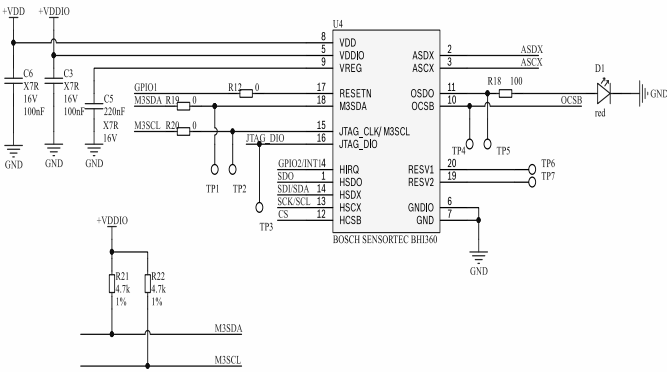 +VDD +VDDIO U4
8 VDD
5 VDDIO ASDX 2 ASDX
9 VREG ASCX 3 ASCX
C6 X7R 16V 100nF
C3 X7R 16V 100nF
C5 220nF X7R 16V
GND GND GND
GPIO1 R12 0 17 RESETN OSDO 11 R18 100 D1 red GND
M3SDA R19 0 18 M3SDA OCSB 10 OCSB
M3SCL R20 0 15 JTAG_CLK/ M3SCL
JTAG_DIO 16 JTAG_DIO
TP4 TP5
GPIO2/INT 14 HIRQ RESV1 20 TP6
SDO 1 HSDO RESV2 19 TP7
SDI/SDA 14 HSDX
SCK/SCL 13 HSCX GNDIO 6
CS 12 HCSB GND 7
TP1 TP2
TP3
BOSCH SENSORTEC BHI360
GND
+VDDIO
R21 4.7k 1%
R22 4.7k 1%
M3SDA
M3SCL